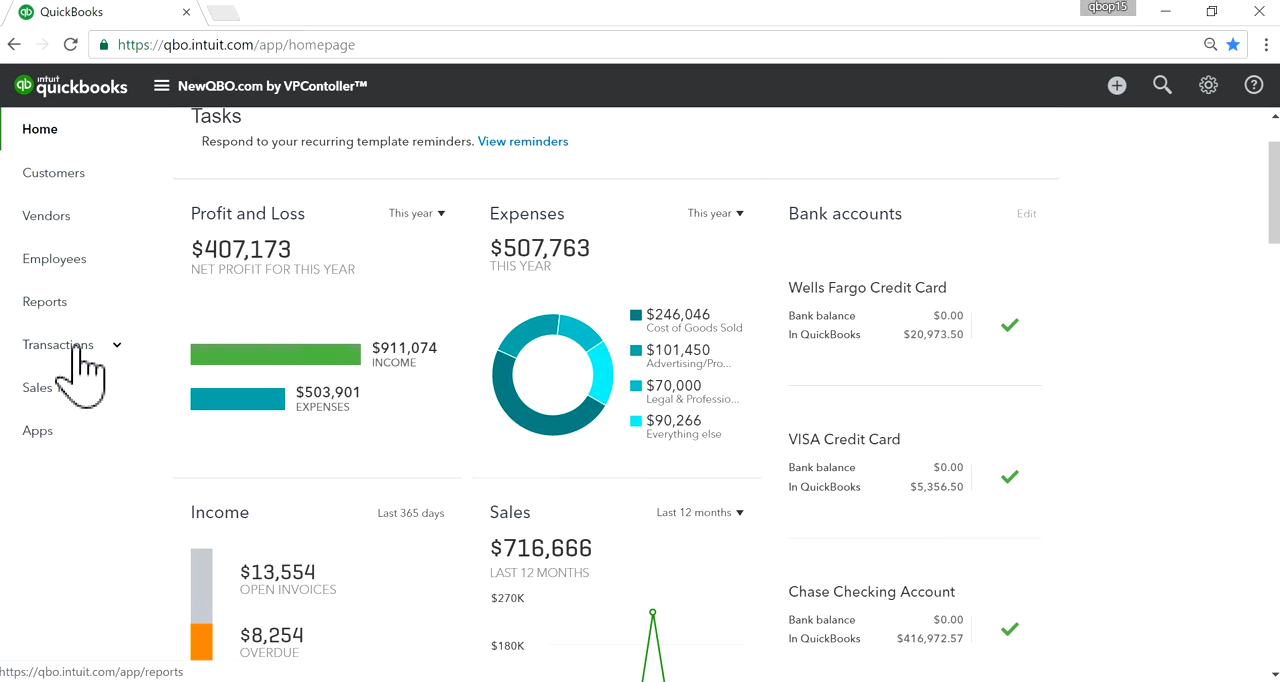 QuickBooks
qbop15
https://qbo.intuit.com/app/homepage
qb
intuit
quickbooks
NewQBO.com by VPContoller™
Home
Customers
Vendors
Employees
Reports
Transactions
Sales
Apps
Tasks
Respond to your recurring template reminders. View reminders
Profit and Loss
This year
$407,173
NET PROFIT FOR THIS YEAR
$911,074
INCOME
$503,901
EXPENSES
Expenses
This year
$507,763
THIS YEAR
$246,046
Cost of Goods Sold
$101,450
Advertising/Pro...
$70,000
Legal & Professio...
$90,266
Everything else
Bank accounts
Edit
Wells Fargo Credit Card
Bank balance $0.00
In QuickBooks $20,973.50
VISA Credit Card
Bank balance $0.00
In QuickBooks $5,356.50
Chase Checking Account
Bank balance $0.00
In QuickBooks $416,972.57
Income
Last 365 days
$13,554
OPEN INVOICES
$8,254
OVERDUE
Sales
Last 12 months
$716,666
LAST 12 MONTHS
$270K
$180K
https://qbo.intuit.com/app/reports